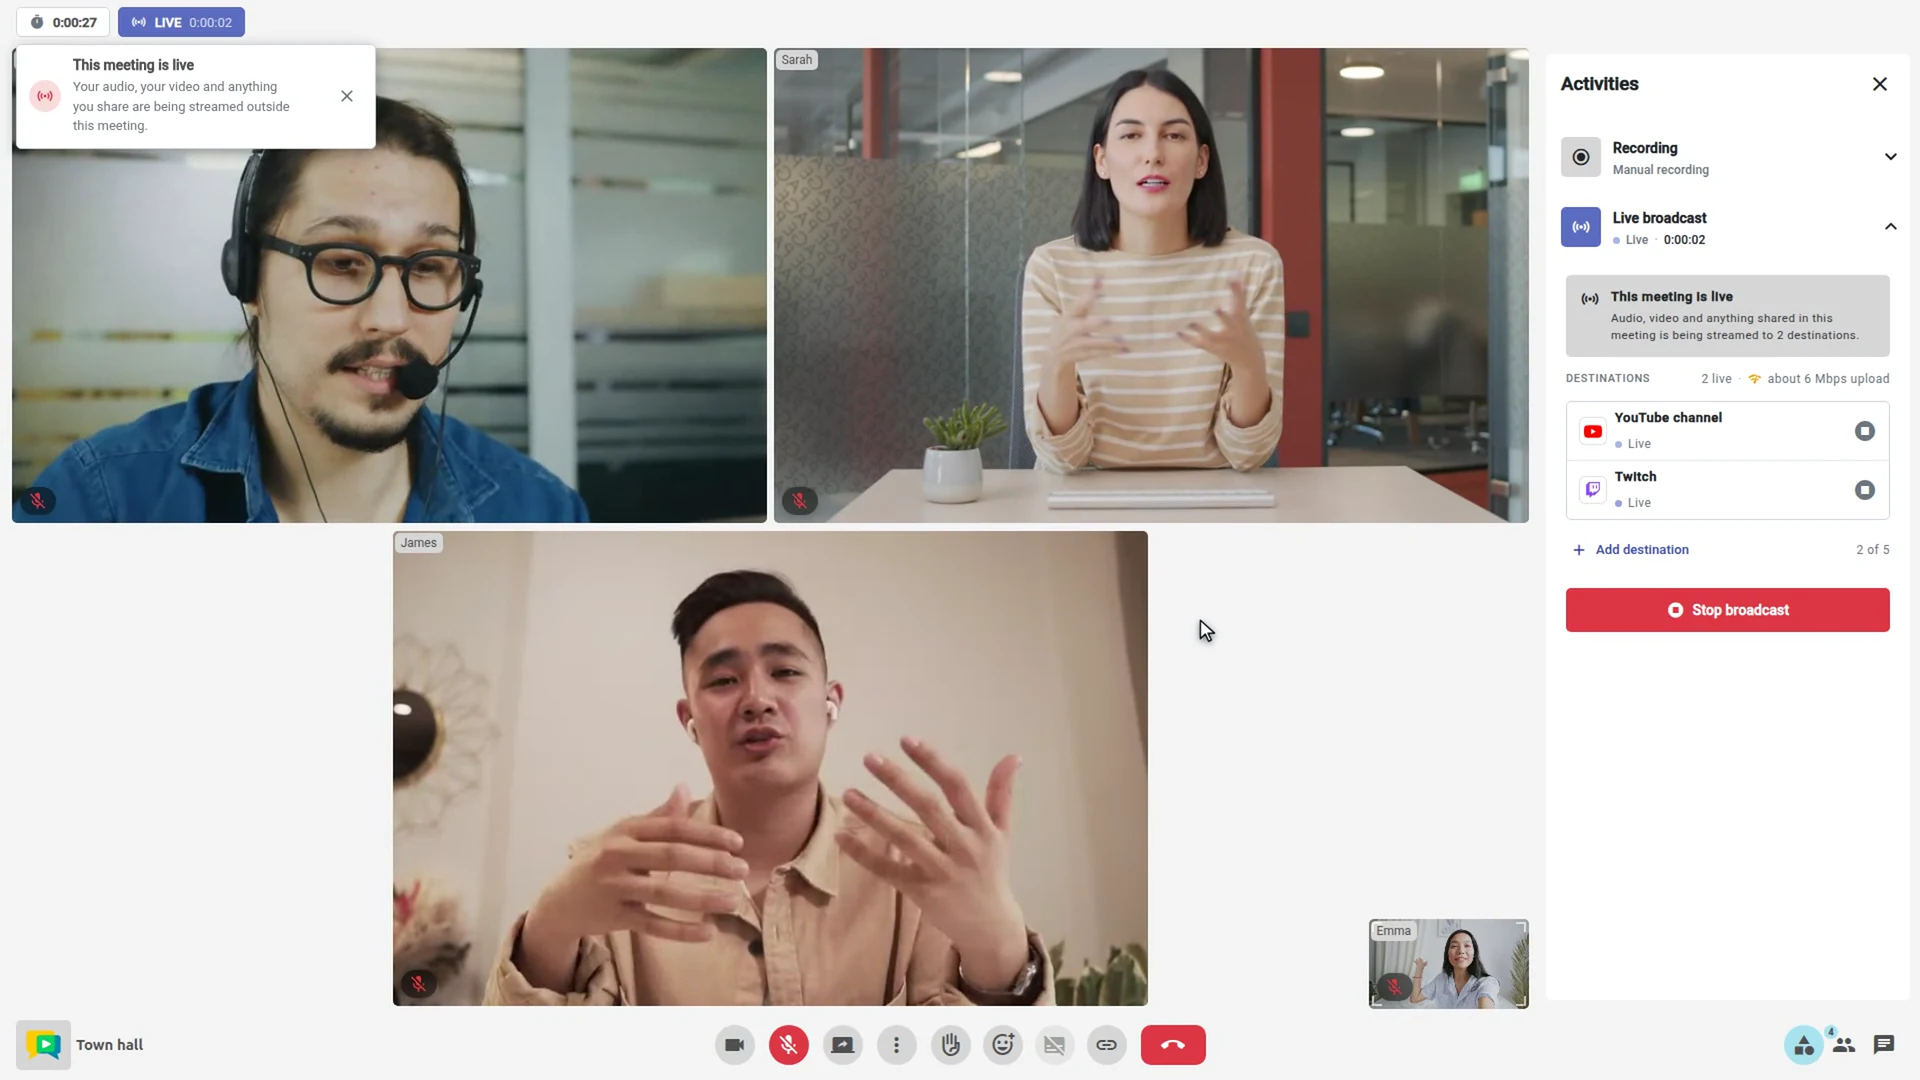 0:00:27
LIVE 0:00:02
This meeting is live
Your audio, your video and anything
you share are being streamed outside
this meeting.
Sarah
James
Emma
Activities
Recording
Manual recording
Live broadcast
Live · 0:00:02
This meeting is live
Audio, video and anything shared in this
meeting is being streamed to 2 destinations.
DESTINATIONS 2 live · about 6 Mbps upload
YouTube channel
Live
Twitch
Live
Add destination 2 of 5
Stop broadcast
Town hall
4